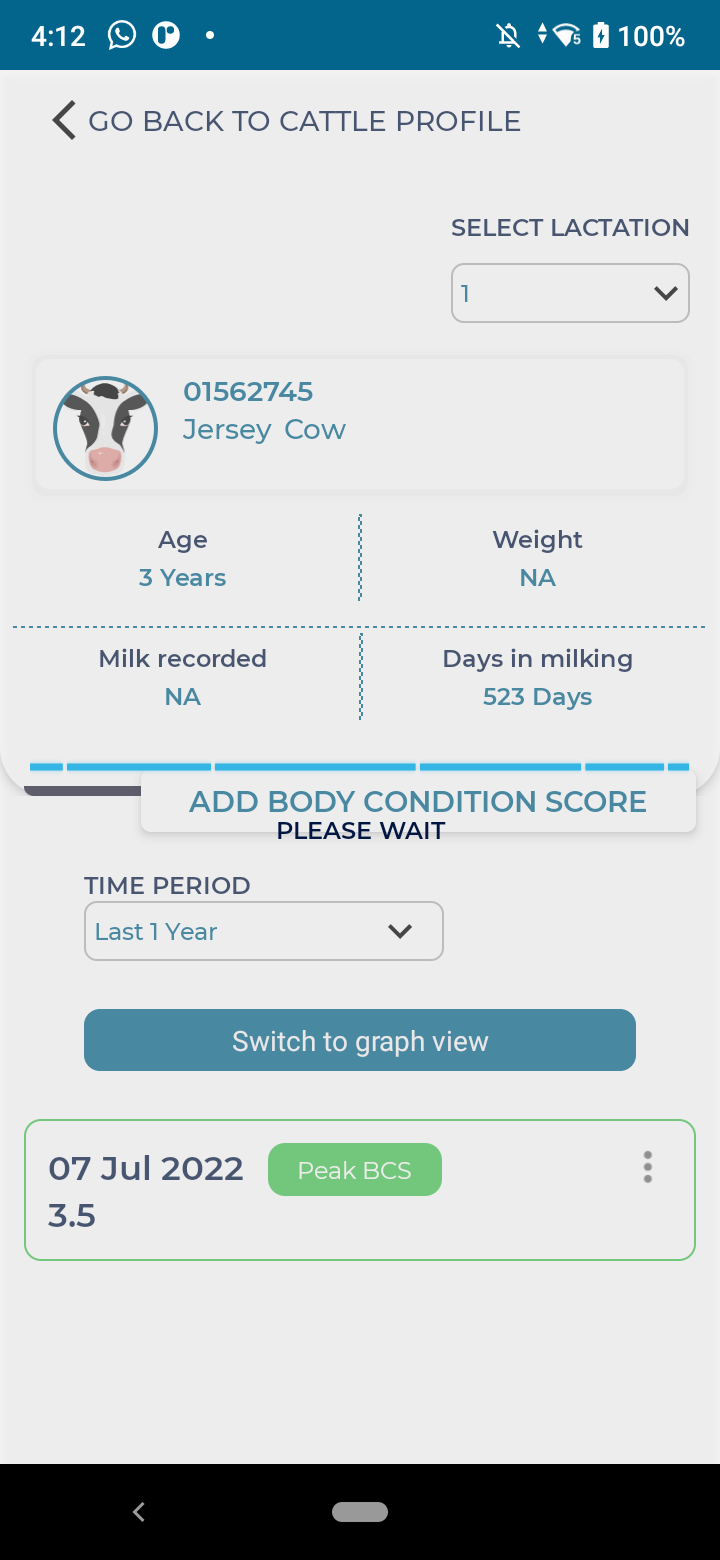 4:12
5 100%
GO BACK TO CATTLE PROFILE
SELECT LACTATION
1
01562745
Jersey Cow
Age
3 Years
Weight
NA
Milk recorded
NA
Days in milking
523 Days
ADD BODY CONDITION SCORE
PLEASE WAIT
TIME PERIOD
Last 1 Year
Switch to graph view
07 Jul 2022
Peak BCS
3.5